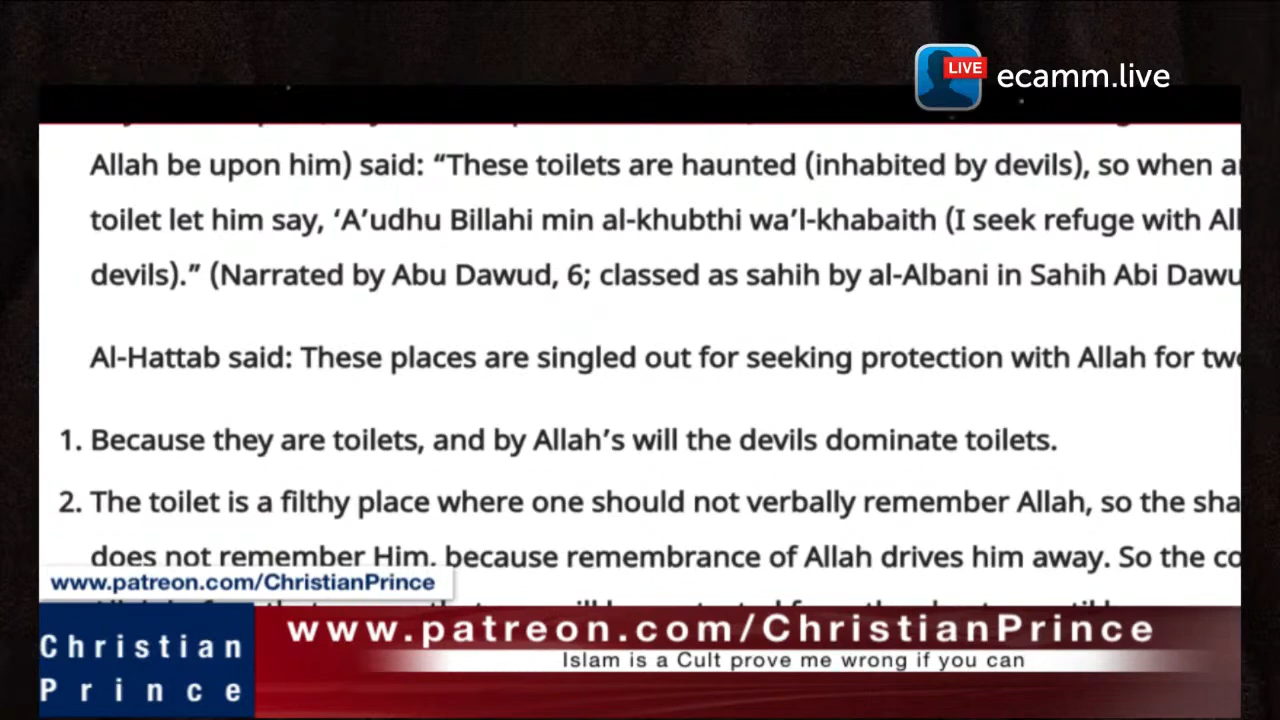 LIVE ecamm.live
Allah be upon him) said: “These toilets are haunted (inhabited by devils), so when
toilet let him say, ‘A’udhu Billahi min al-khubthi wa’l-khabaith (I seek refuge with
devils).” (Narrated by Abu Dawud, 6; classed as sahih by al-Albani in Sahih Abi
Al-Hattab said: These places are singled out for seeking protection with Allah for
1. Because they are toilets, and by Allah’s will the devils dominate toilets.
2. The toilet is a filthy place where one should not verbally remember Allah, so the
does not remember Him, because remembrance of Allah drives him away. So the
www.patreon.com/ChristianPrince
www.patreon.com/ChristianPrince
Islam is a Cult prove me wrong if you can
Christian
Prince